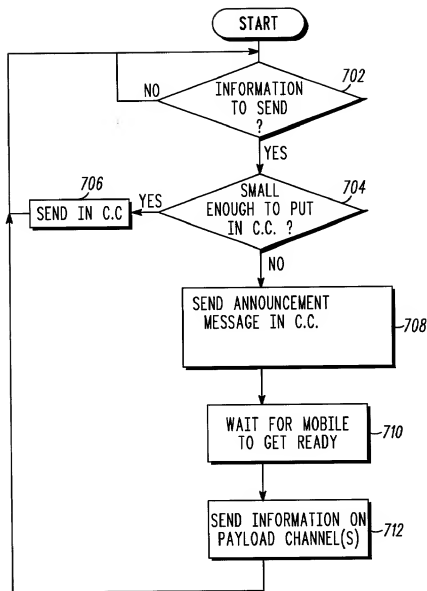 START
702
INFORMATION
TO SEND
?
NO
YES
704
SMALL
ENOUGH TO PUT
IN C.C. ?
YES
706
SEND IN C.C
NO
SEND ANNOUNCEMENT
MESSAGE IN C.C.
708
WAIT FOR MOBILE
TO GET READY
710
SEND INFORMATION ON
PAYLOAD CHANNEL(S)
712